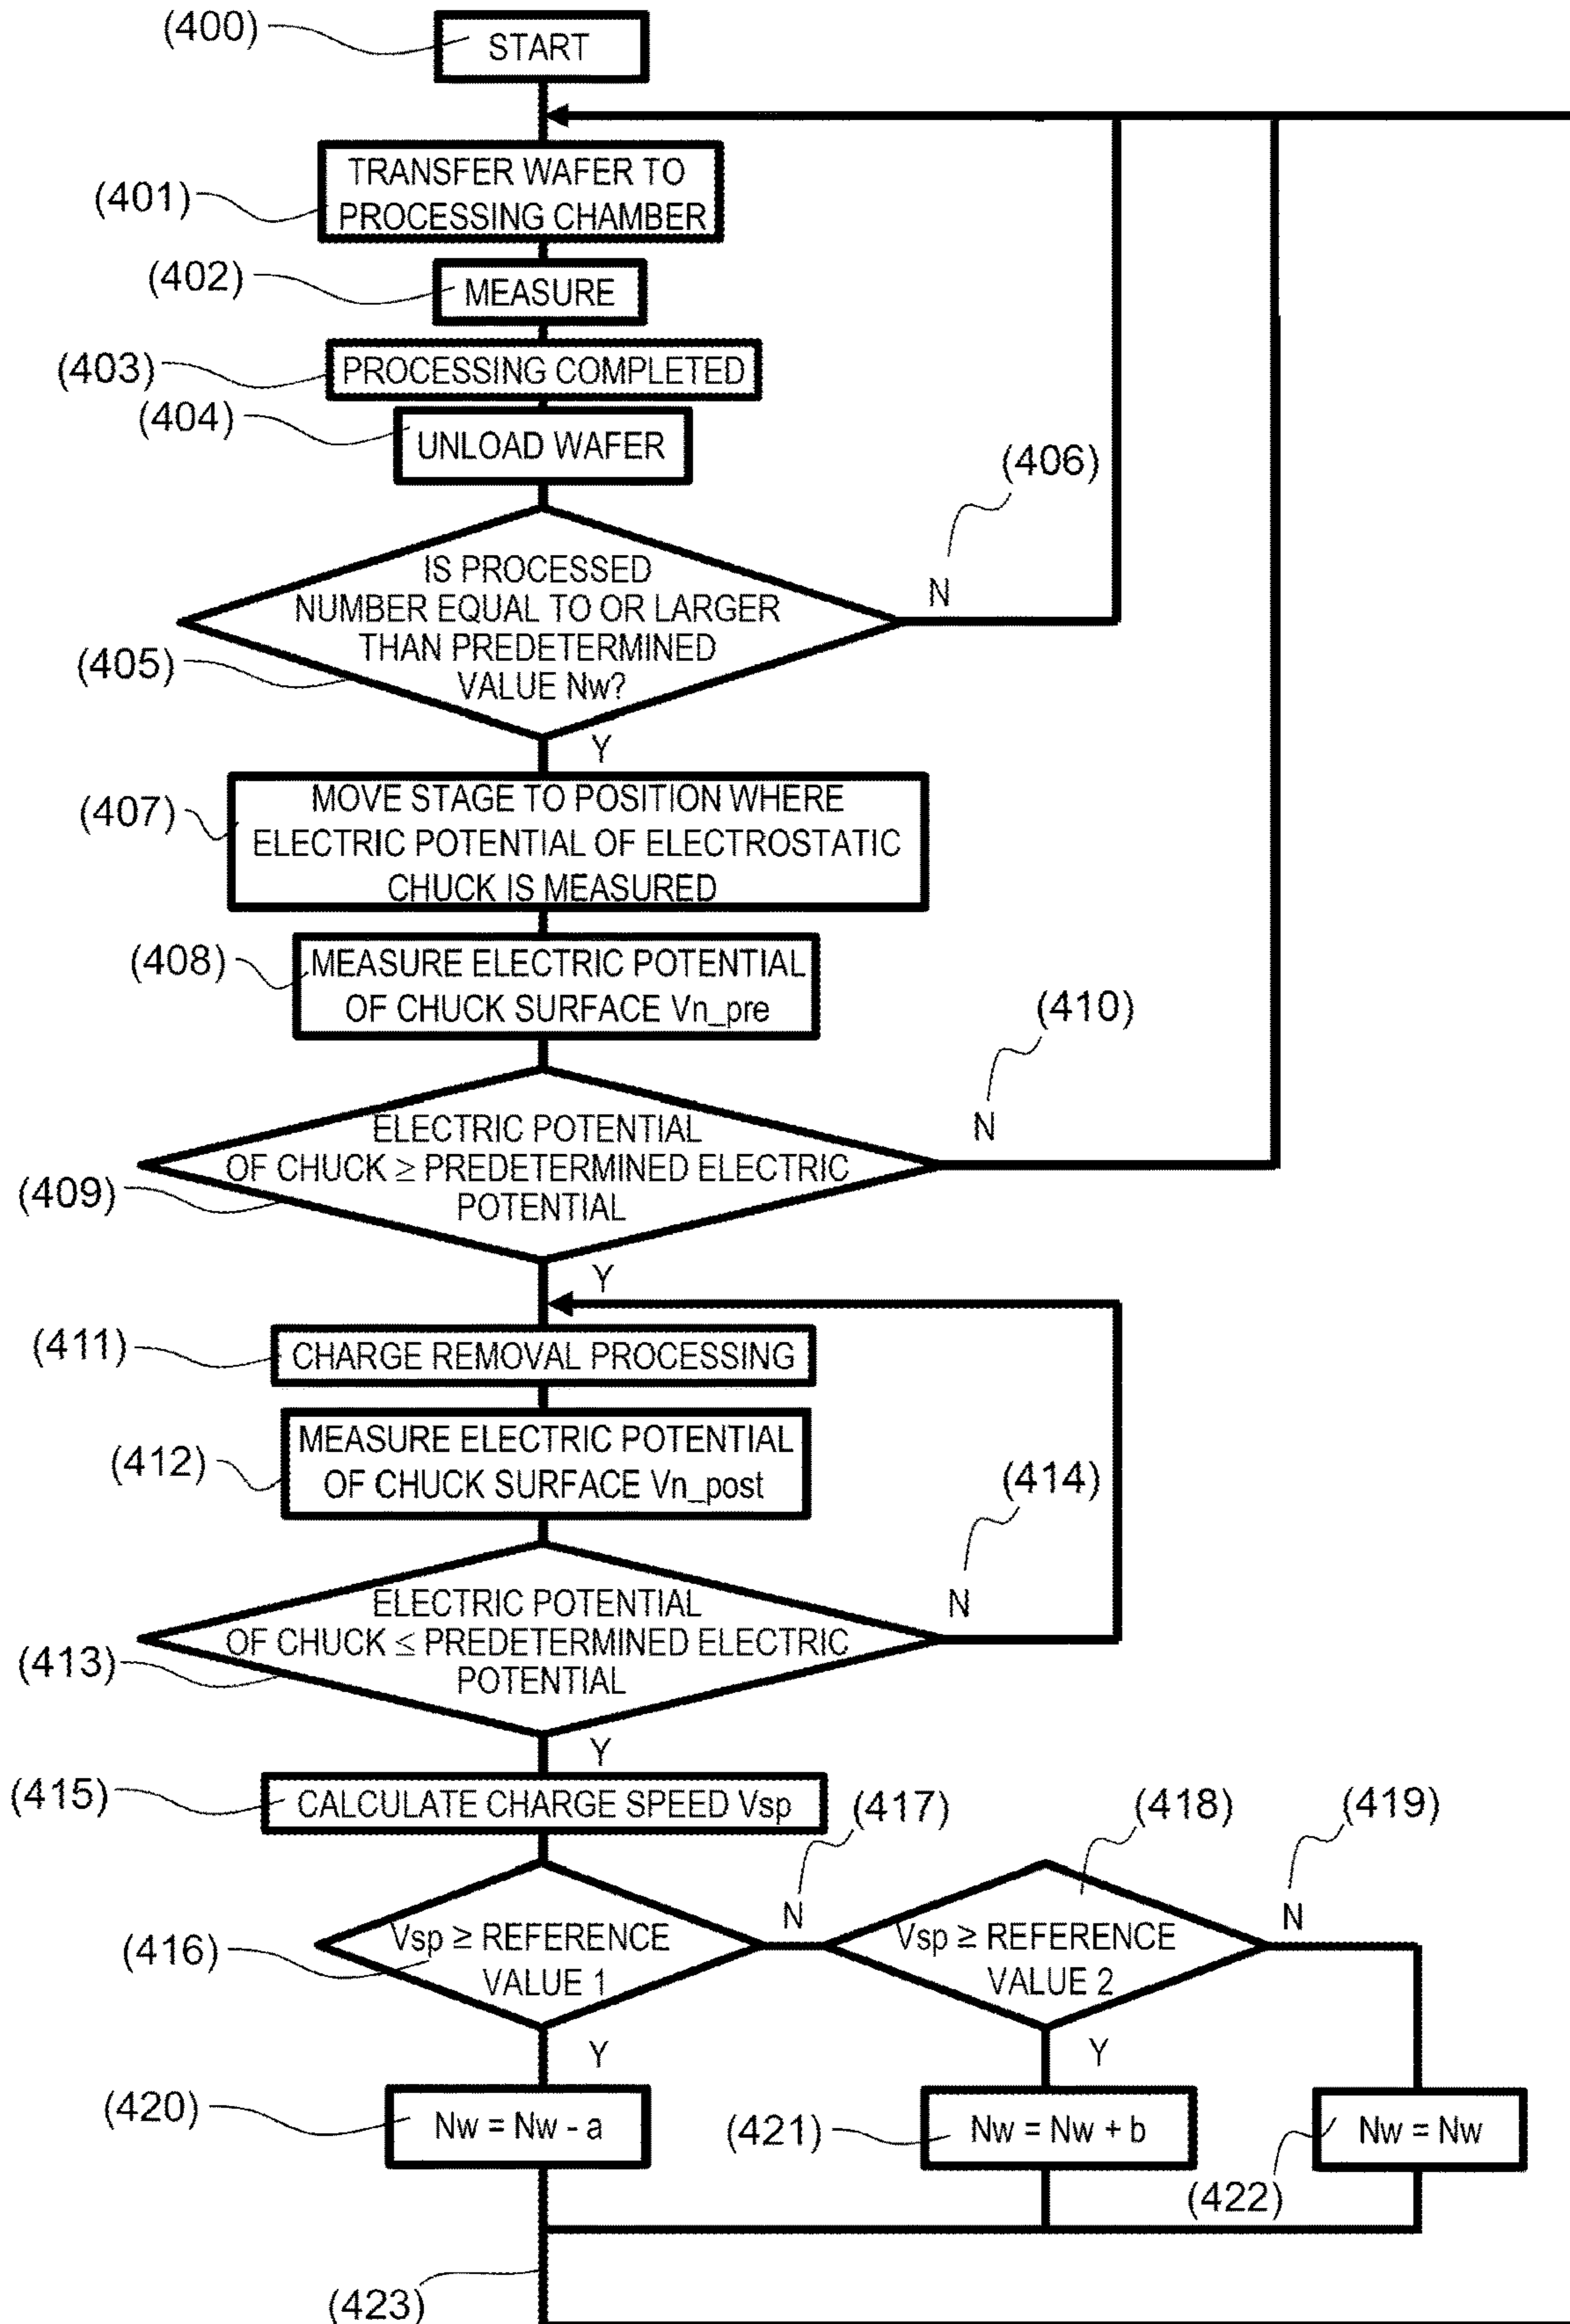 (400)
START
(401)
TRANSFER WAFER TO
PROCESSING CHAMBER
(402)
MEASURE
(403)
PROCESSING COMPLETED
(404)
UNLOAD WAFER
(405)
IS PROCESSED
NUMBER EQUAL TO OR LARGER
THAN PREDETERMINED
VALUE Nw?
N
(406)
Y
(407)
MOVE STAGE TO POSITION WHERE
ELECTRIC POTENTIAL OF ELECTROSTATIC
CHUCK IS MEASURED
(408)
MEASURE ELECTRIC POTENTIAL
OF CHUCK SURFACE Vn_pre
(409)
ELECTRIC POTENTIAL
OF CHUCK ≥ PREDETERMINED ELECTRIC
POTENTIAL
N
(410)
Y
(411)
CHARGE REMOVAL PROCESSING
(412)
MEASURE ELECTRIC POTENTIAL
OF CHUCK SURFACE Vn_post
(413)
ELECTRIC POTENTIAL
OF CHUCK ≤ PREDETERMINED ELECTRIC
POTENTIAL
N
(414)
Y
(415)
CALCULATE CHARGE SPEED Vsp
(416)
Vsp ≥ REFERENCE
VALUE 1
N
(417)
Vsp ≥ REFERENCE
VALUE 2
(418)
N
(419)
Y
Y
(420)
Nw = Nw - a
(421)
Nw = Nw + b
(422)
Nw = Nw
(423)